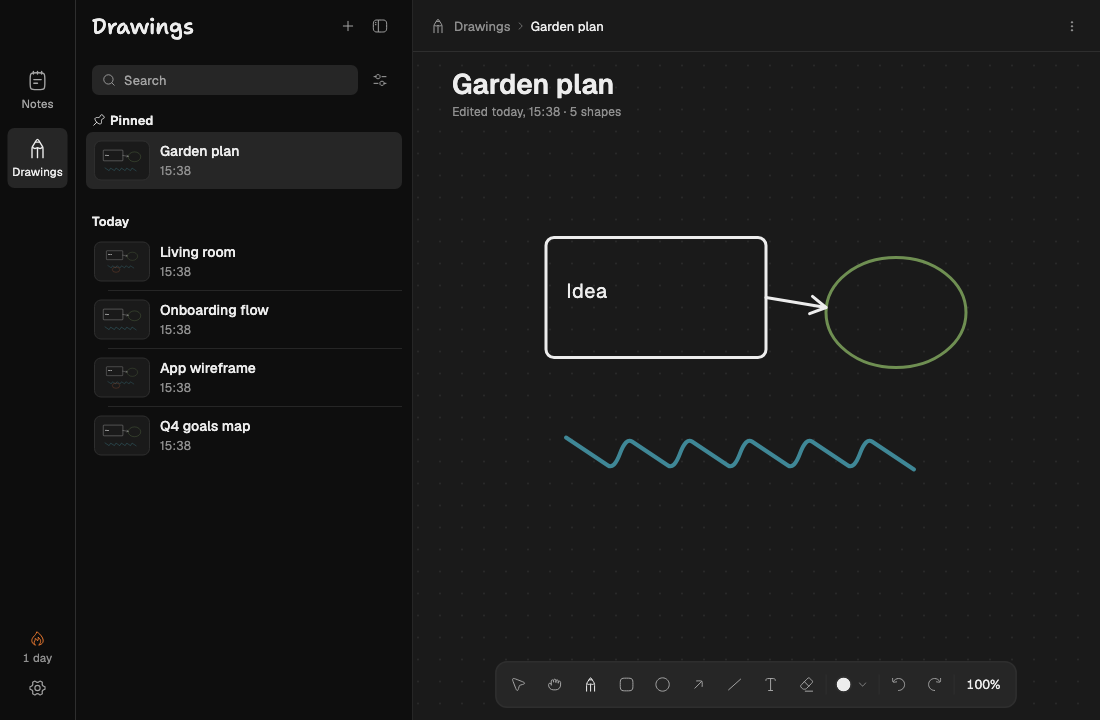 Notes
Drawings
1 day
Drawings
Search
Pinned
Garden plan
15:38
Today
Living room
15:38
Onboarding flow
15:38
App wireframe
15:38
Q4 goals map
15:38
Drawings > Garden plan
Garden plan
Edited today, 15:38 · 5 shapes
Idea
100%